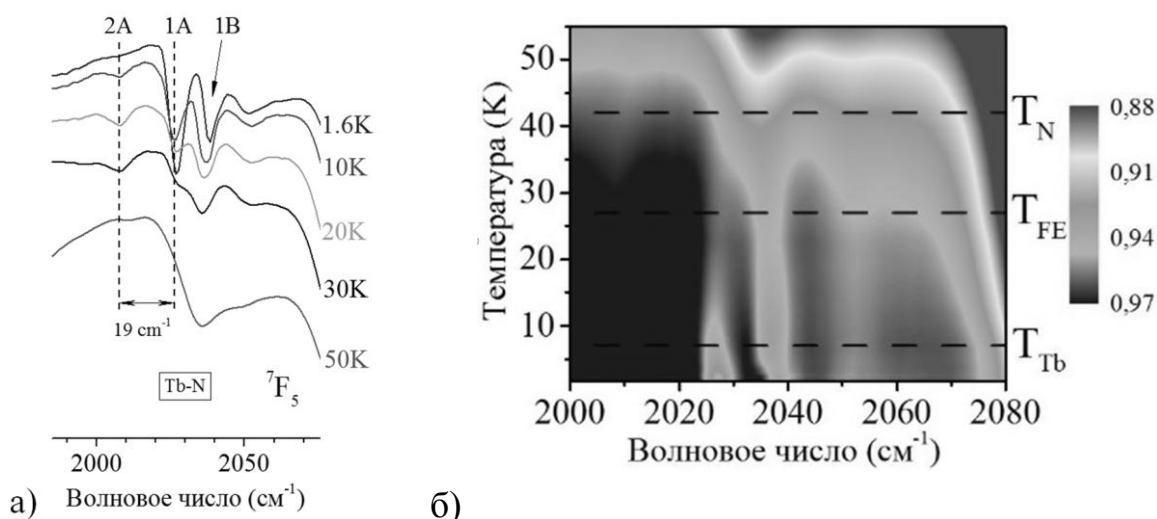 2A 1A 1B
1.6K
10K
20K
30K
50K
19 cm⁻¹
Tb-N
⁷F₅
2000 2050
Волновое число (см⁻¹)
а)
Температура (К)
50
40
30
20
10
T_N
T_FE
T_Tb
0,88
0,91
0,94
0,97
2000 2020 2040 2060 2080
Волновое число (см⁻¹)
б)